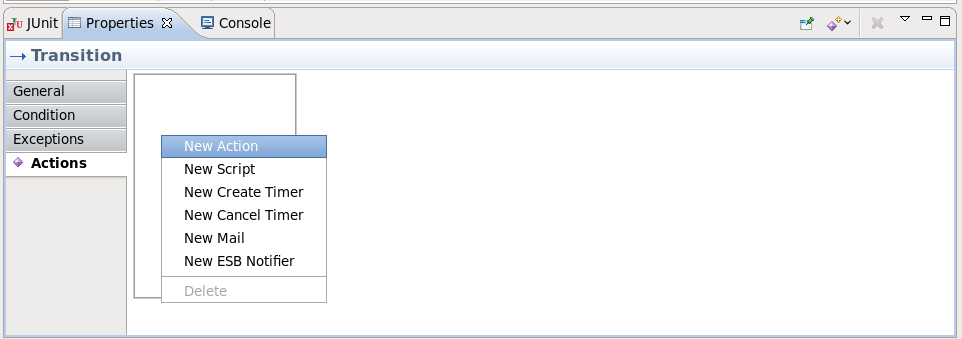 JUnit Properties Console
Transition
General
Condition
Exceptions
Actions
New Action
New Script
New Create Timer
New Cancel Timer
New Mail
New ESB Notifier
Delete